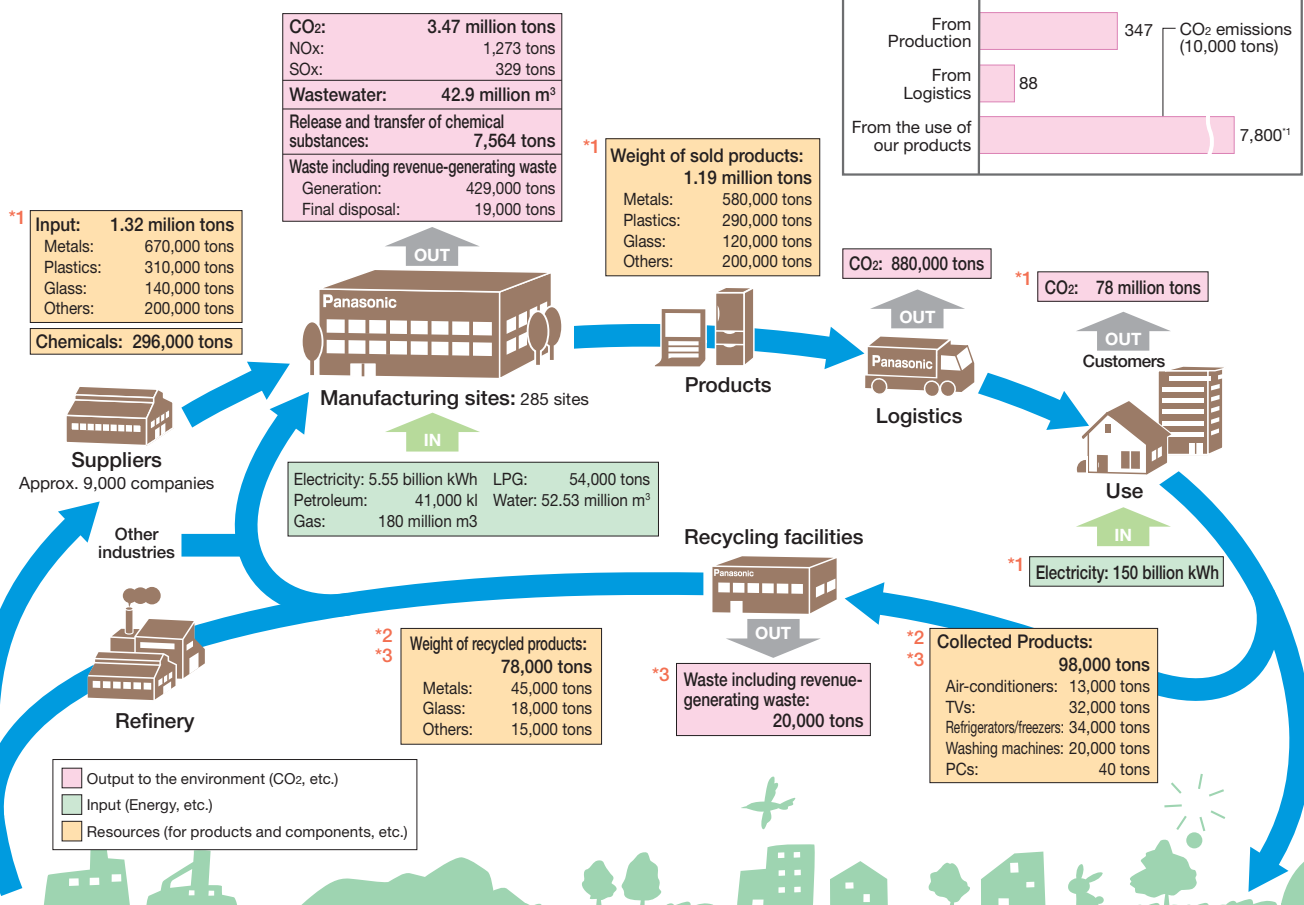 CO2: 3.47 million tons
NOx: 1,273 tons
SOx: 329 tons
Wastewater: 42.9 million m³
Release and transfer of chemical
substances: 7,564 tons
Waste including revenue-generating waste
Generation: 429,000 tons
Final disposal: 19,000 tons
OUT
From
Production
347
CO2 emissions
(10,000 tons)
From
Logistics
88
From the use of
our products
7,800*1
*1
Input: 1.32 milion tons
Metals: 670,000 tons
Plastics: 310,000 tons
Glass: 140,000 tons
Others: 200,000 tons
Chemicals: 296,000 tons
*1
Weight of sold products:
1.19 million tons
Metals: 580,000 tons
Plastics: 290,000 tons
Glass: 120,000 tons
Others: 200,000 tons
CO2: 880,000 tons
OUT
*1
CO2: 78 million tons
OUT
Customers
Panasonic
Manufacturing sites: 285 sites
Products
Panasonic
Logistics
Suppliers
Approx. 9,000 companies
IN
Electricity: 5.55 billion kWh LPG: 54,000 tons
Petroleum: 41,000 kl Water: 52.53 million m³
Gas: 180 million m3
Use
IN
*1
Electricity: 150 billion kWh
Other
industries
Recycling facilities
Panasonic
OUT
*3
Waste including revenue-
generating waste:
20,000 tons
*2
*3
Collected Products:
98,000 tons
Air-conditioners: 13,000 tons
TVs: 32,000 tons
Refrigerators/freezers: 34,000 tons
Washing machines: 20,000 tons
PCs: 40 tons
*2
*3
Weight of recycled products:
78,000 tons
Metals: 45,000 tons
Glass: 18,000 tons
Others: 15,000 tons
Refinery
Output to the environment (CO2, etc.)
Input (Energy, etc.)
Resources (for products and components, etc.)